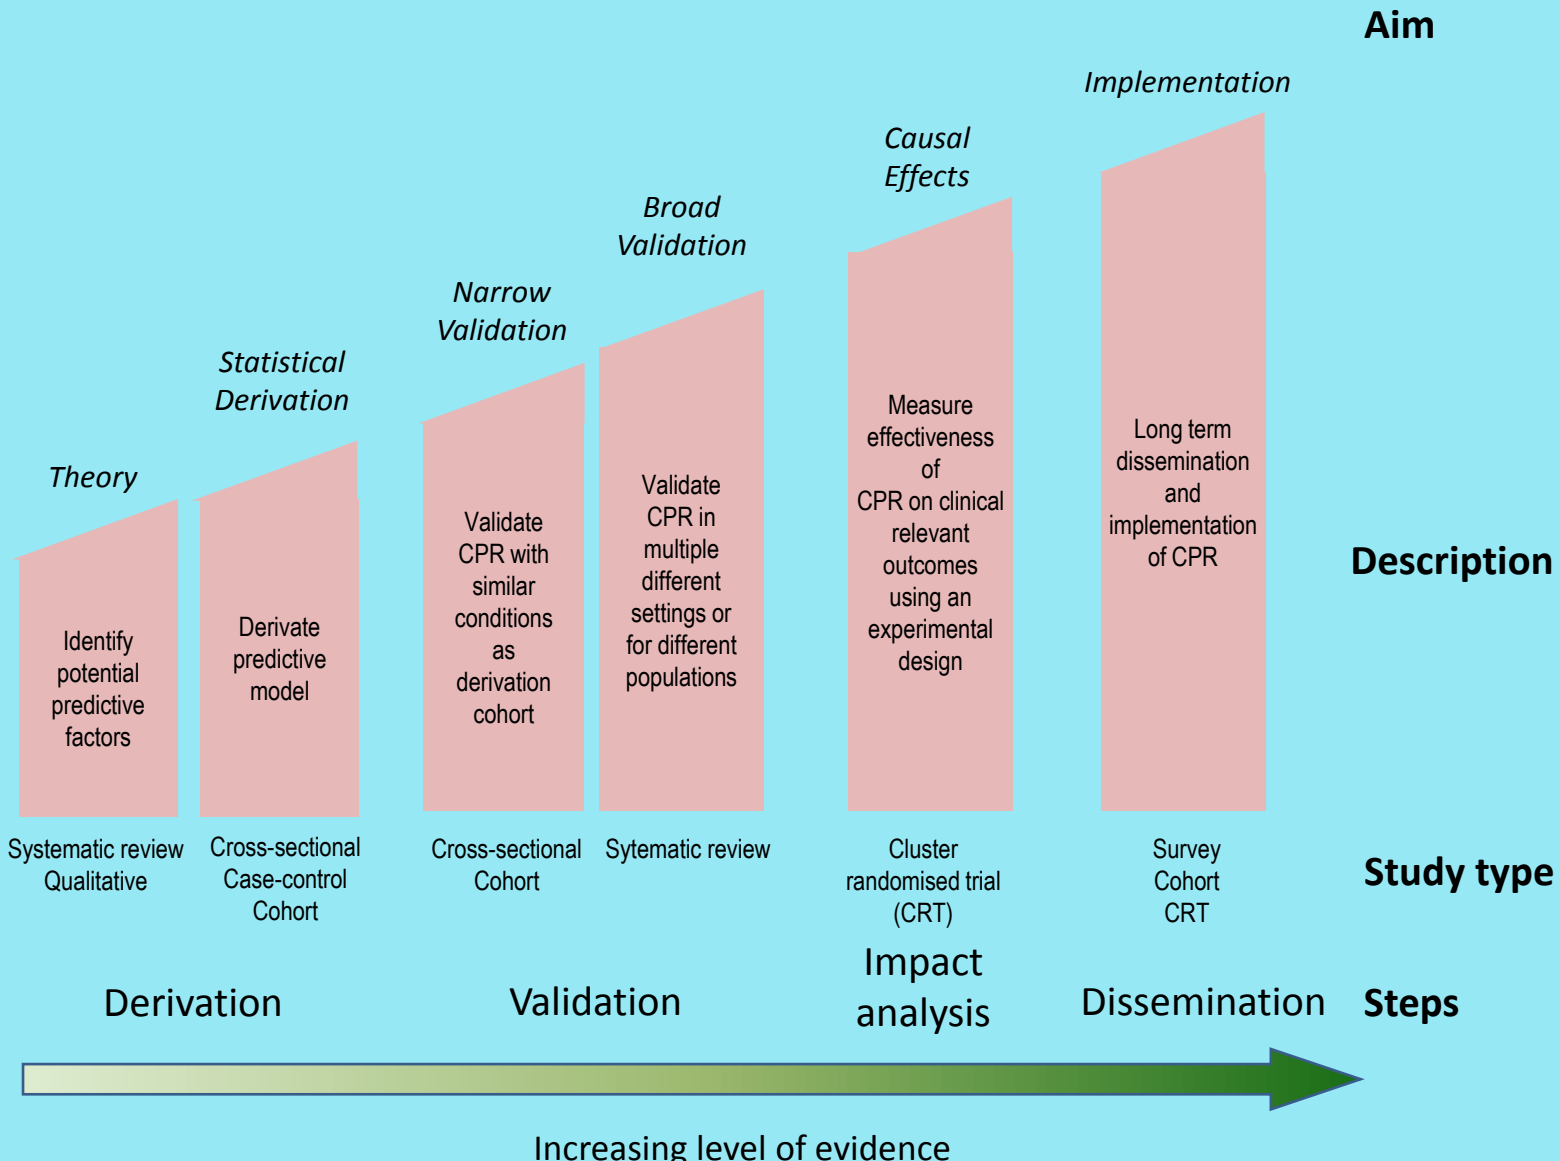 Aim
Implementation
Causal
Effects
Broad
Validation
Narrow
Validation
Statistical
Derivation
Theory
Identify
potential
predictive
factors
Derivate
predictive
model
Validate
CPR with
similar
conditions
as
derivation
cohort
Validate
CPR in
multiple
different
settings or
for different
populations
Measure
effectiveness
of
CPR on clinical
relevant
outcomes
using an
experimental
design
Long term
dissemination
and
implementation
of CPR
Description
Systematic review
Qualitative
Cross-sectional
Case-control
Cohort
Cross-sectional
Cohort
Sytematic review
Cluster
randomised trial
(CRT)
Survey
Cohort
CRT
Study type
Derivation
Validation
Impact
analysis
Dissemination
Steps
Increasing level of evidence